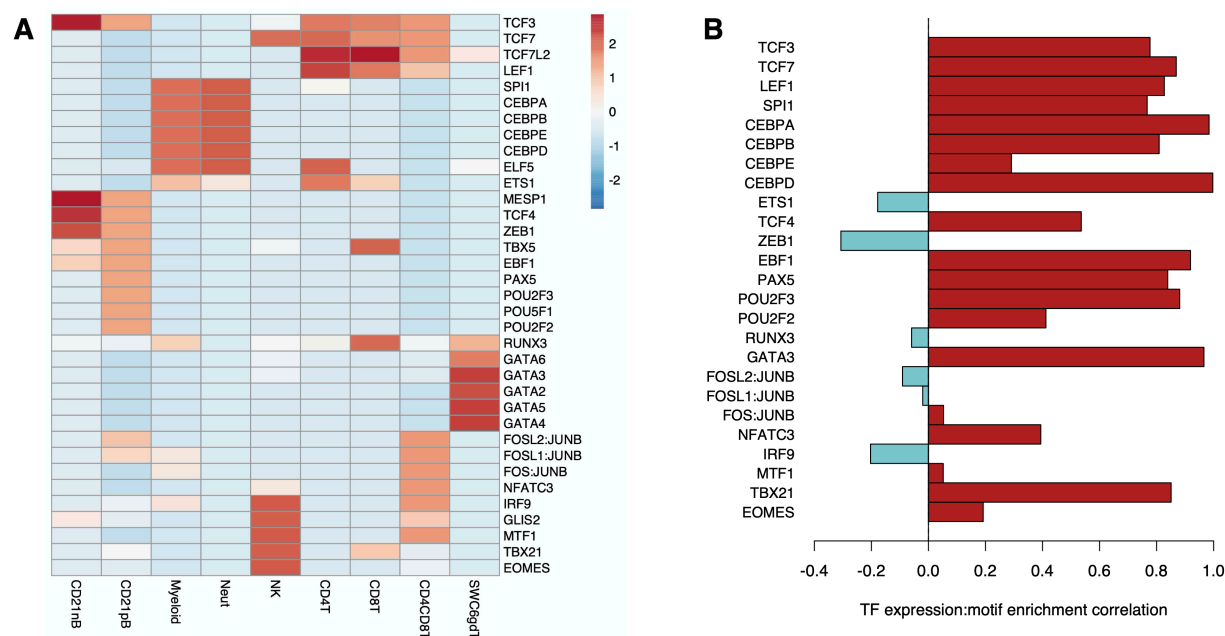 A
TCF3
TCF7
TCF7L2
LEF1
SPI1
CEBPA
CEBPB
CEBPE
CEBPD
ELF5
ETS1
MESP1
TCF4
ZEB1
TBX5
EBF1
PAX5
POU2F3
POU5F1
POU2F2
RUNX3
GATA6
GATA3
GATA2
GATA5
GATA4
FOSL2:JUNB
FOSL1:JUNB
FOS:JUNB
NFATC3
IRF9
GLIS2
MTF1
TBX21
EOMES
2
1
0
-1
-2
CD21nB
CD21pB
Myeloid
Neut
NK
CD4T
CD8T
CD4CD8T
SWC6gdT
B
TCF3
TCF7
LEF1
SPI1
CEBPA
CEBPB
CEBPE
CEBPD
ETS1
TCF4
ZEB1
EBF1
PAX5
POU2F3
POU2F2
RUNX3
GATA3
FOSL2:JUNB
FOSL1:JUNB
FOS:JUNB
NFATC3
IRF9
MTF1
TBX21
EOMES
-0.4 -0.2 0.0 0.2 0.4 0.6 0.8 1.0
TF expression:motif enrichment correlation